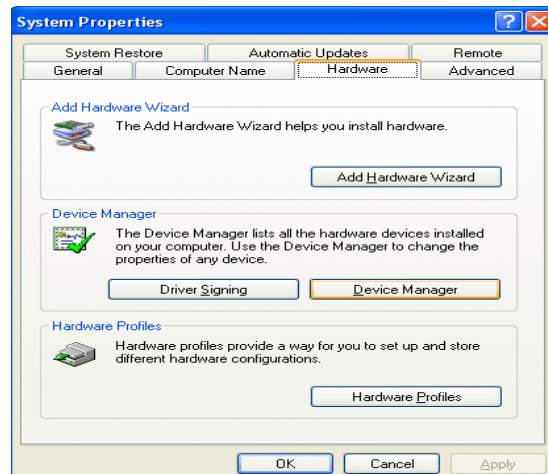 System Properties
System Restore Automatic Updates Remote
General Computer Name Hardware Advanced
Add Hardware Wizard
The Add Hardware Wizard helps you install hardware.
Add Hardware Wizard
Device Manager
The Device Manager lists all the hardware devices installed
on your computer. Use the Device Manager to change the
properties of any device.
Driver Signing Device Manager
Hardware Profiles
Hardware profiles provide a way for you to set up and store
different hardware configurations.
Hardware Profiles
OK Cancel Apply